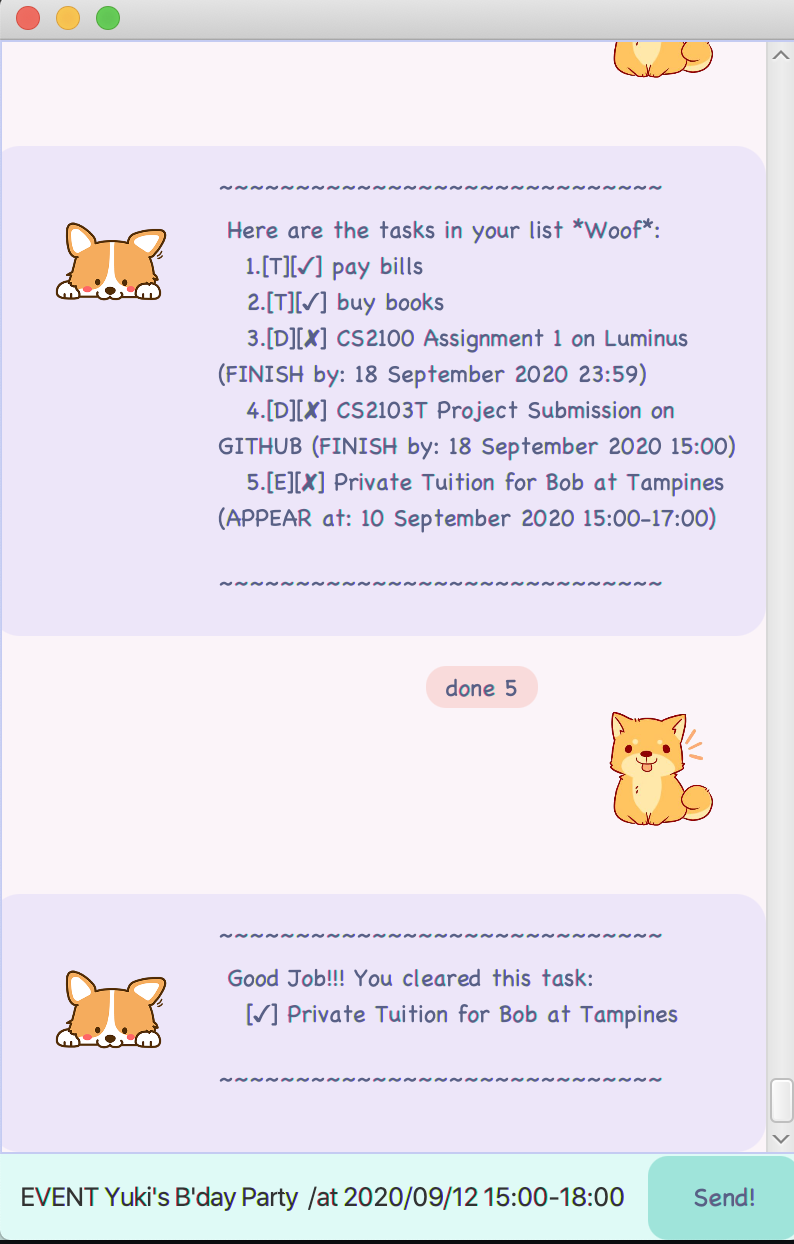 ~~~~~~~~~~~~~~~~~~~~~~~~~~~~~
Here are the tasks in your list *Woof*:
1.[T][✓] pay bills
2.[T][✓] buy books
3.[D][✘] CS2100 Assignment 1 on Luminus
(FINISH by: 18 September 2020 23:59)
4.[D][✘] CS2103T Project Submission on
GITHUB (FINISH by: 18 September 2020 15:00)
5.[E][✘] Private Tuition for Bob at Tampines
(APPEAR at: 10 September 2020 15:00-17:00)
~~~~~~~~~~~~~~~~~~~~~~~~~~~~~
done 5
~~~~~~~~~~~~~~~~~~~~~~~~~~~~~
Good Job!!! You cleared this task:
[✓] Private Tuition for Bob at Tampines
~~~~~~~~~~~~~~~~~~~~~~~~~~~~~
EVENT Yuki's B'day Party /at 2020/09/12 15:00-18:00
Send!